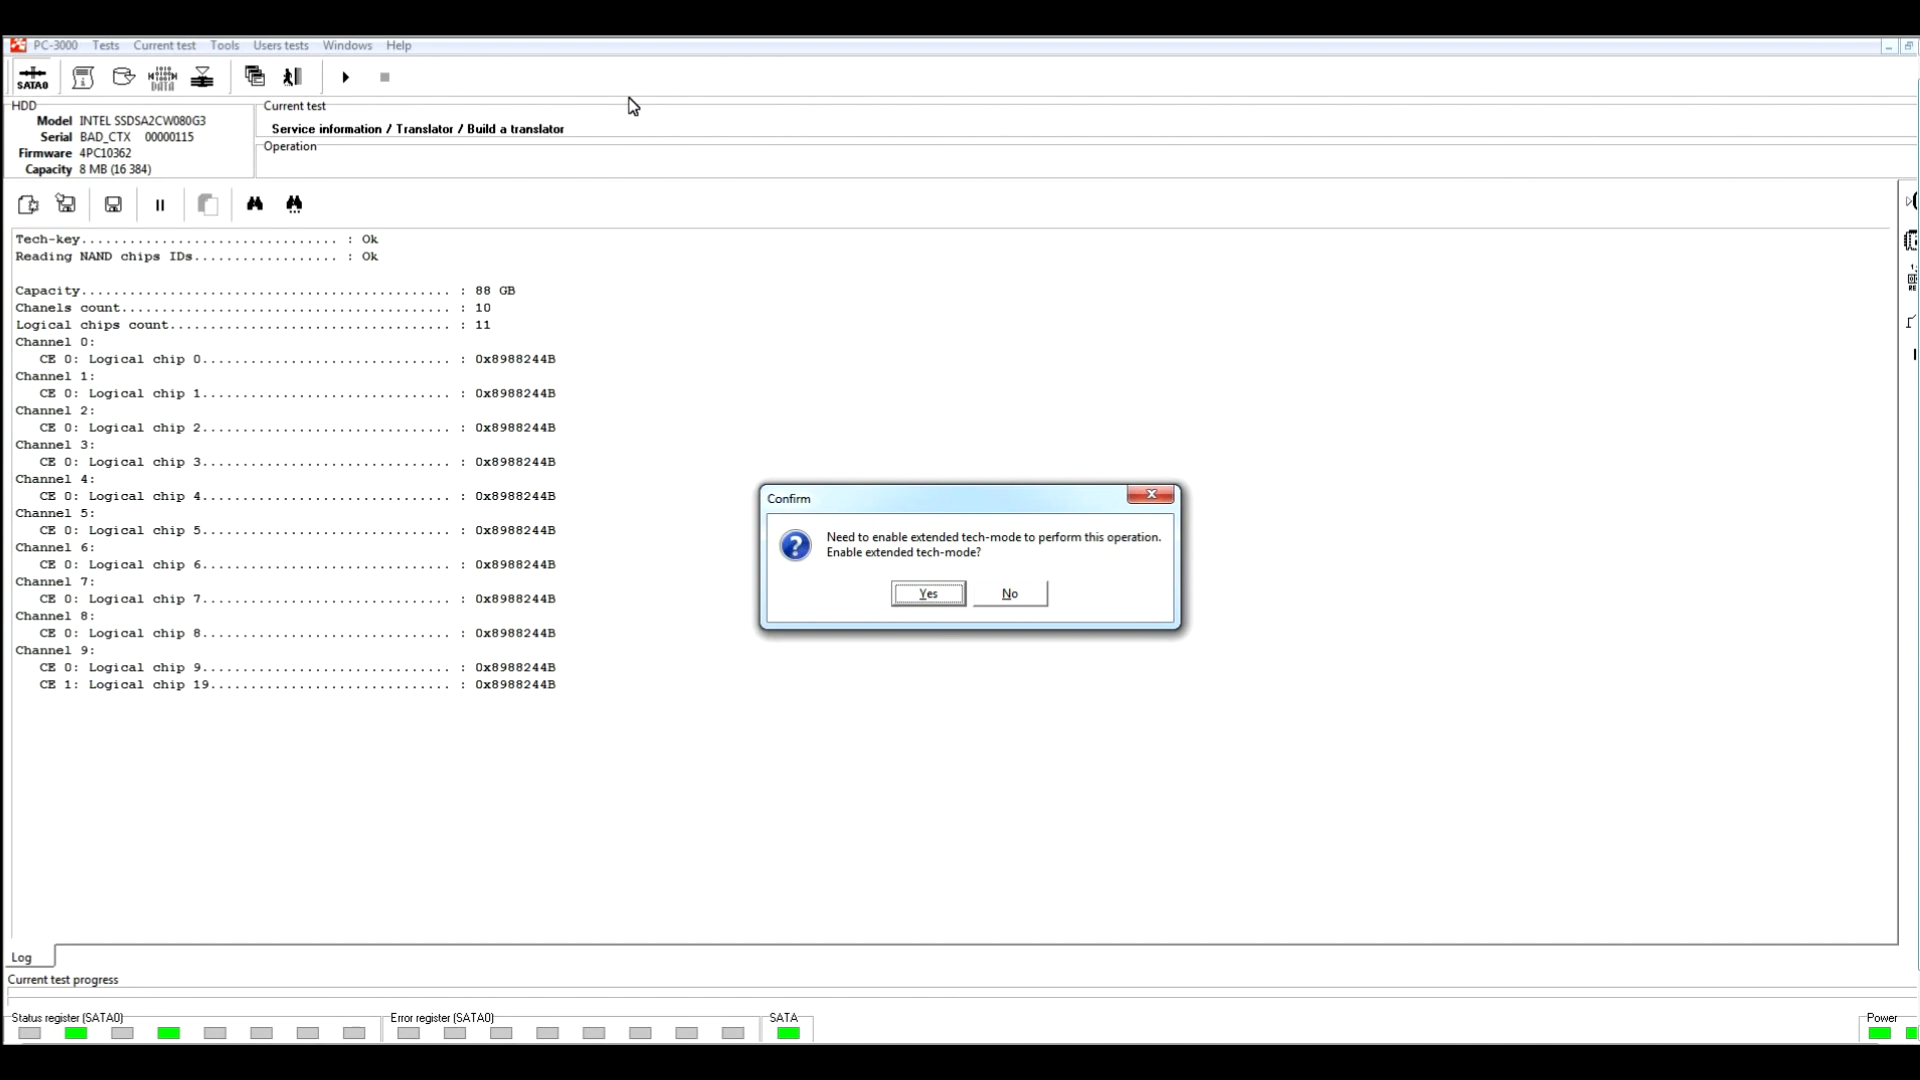 PC-3000 Tests Current test Tools Users tests Windows Help
SATA0
DATA
HDD
Model INTEL SSDSA2CW080G3
Serial BAD_CTX 00000115
Firmware 4PC10362
Capacity 8 MB (16 384)
Current test
Service information / Translator / Build a translator
Operation
Tech-key................................ : Ok
Reading NAND chips IDs.................. : Ok
Capacity.............................................. : 88 GB
Chanels count......................................... : 10
Logical chips count................................... : 11
Channel 0:
CE 0: Logical chip 0............................... : 0x8988244B
Channel 1:
CE 0: Logical chip 1............................... : 0x8988244B
Channel 2:
CE 0: Logical chip 2............................... : 0x8988244B
Channel 3:
CE 0: Logical chip 3............................... : 0x8988244B
Channel 4:
CE 0: Logical chip 4............................... : 0x8988244B
Channel 5:
CE 0: Logical chip 5............................... : 0x8988244B
Channel 6:
CE 0: Logical chip 6............................... : 0x8988244B
Channel 7:
CE 0: Logical chip 7............................... : 0x8988244B
Channel 8:
CE 0: Logical chip 8............................... : 0x8988244B
Channel 9:
CE 0: Logical chip 9............................... : 0x8988244B
CE 1: Logical chip 19.............................. : 0x8988244B
Confirm
Need to enable extended tech-mode to perform this operation.
Enable extended tech-mode?
Yes No
Log
Current test progress
Status register (SATA0) Error register (SATA0) SATA Power